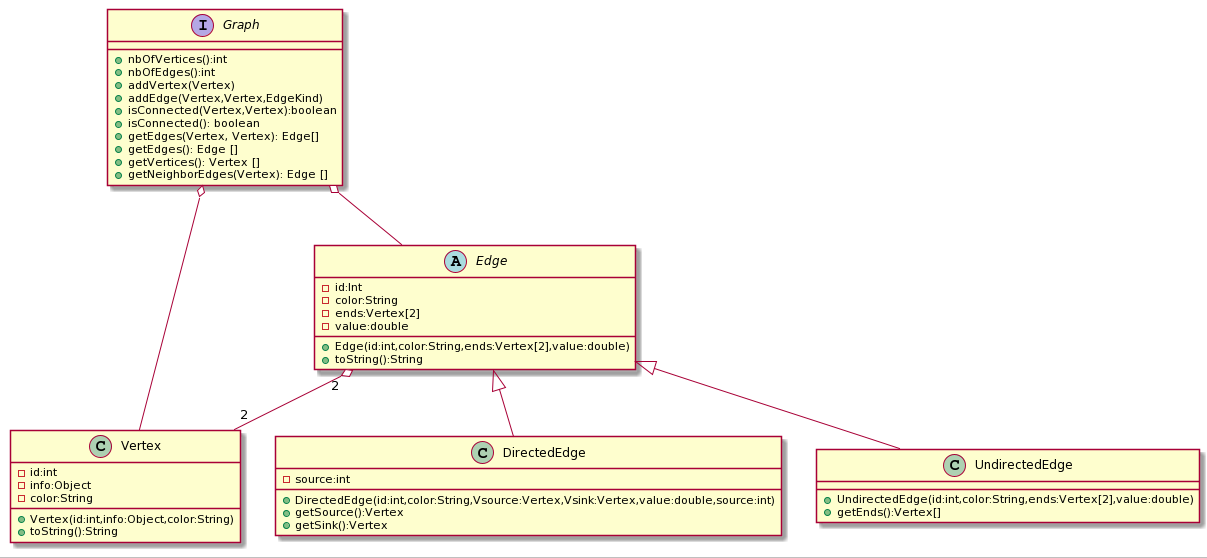 I Graph
nbOfVertices():int
nbOfEdges():int
addVertex(Vertex)
addEdge(Vertex,Vertex,EdgeKind)
isConnected(Vertex,Vertex):boolean
isConnected(): boolean
getEdges(Vertex, Vertex): Edge[]
getEdges(): Edge []
getVertices(): Vertex []
getNeighborEdges(Vertex): Edge []
A Edge
id:Int
color:String
ends:Vertex[2]
value:double
Edge(id:int,color:String,ends:Vertex[2],value:double)
toString():String
2
2
C Vertex
id:int
info:Object
color:String
Vertex(id:int,info:Object,color:String)
toString():String
C DirectedEdge
source:int
DirectedEdge(id:int,color:String,Vsource:Vertex,Vsink:Vertex,value:double,source:int)
getSource():Vertex
getSink():Vertex
C UndirectedEdge
UndirectedEdge(id:int,color:String,ends:Vertex[2],value:double)
getEnds():Vertex[]